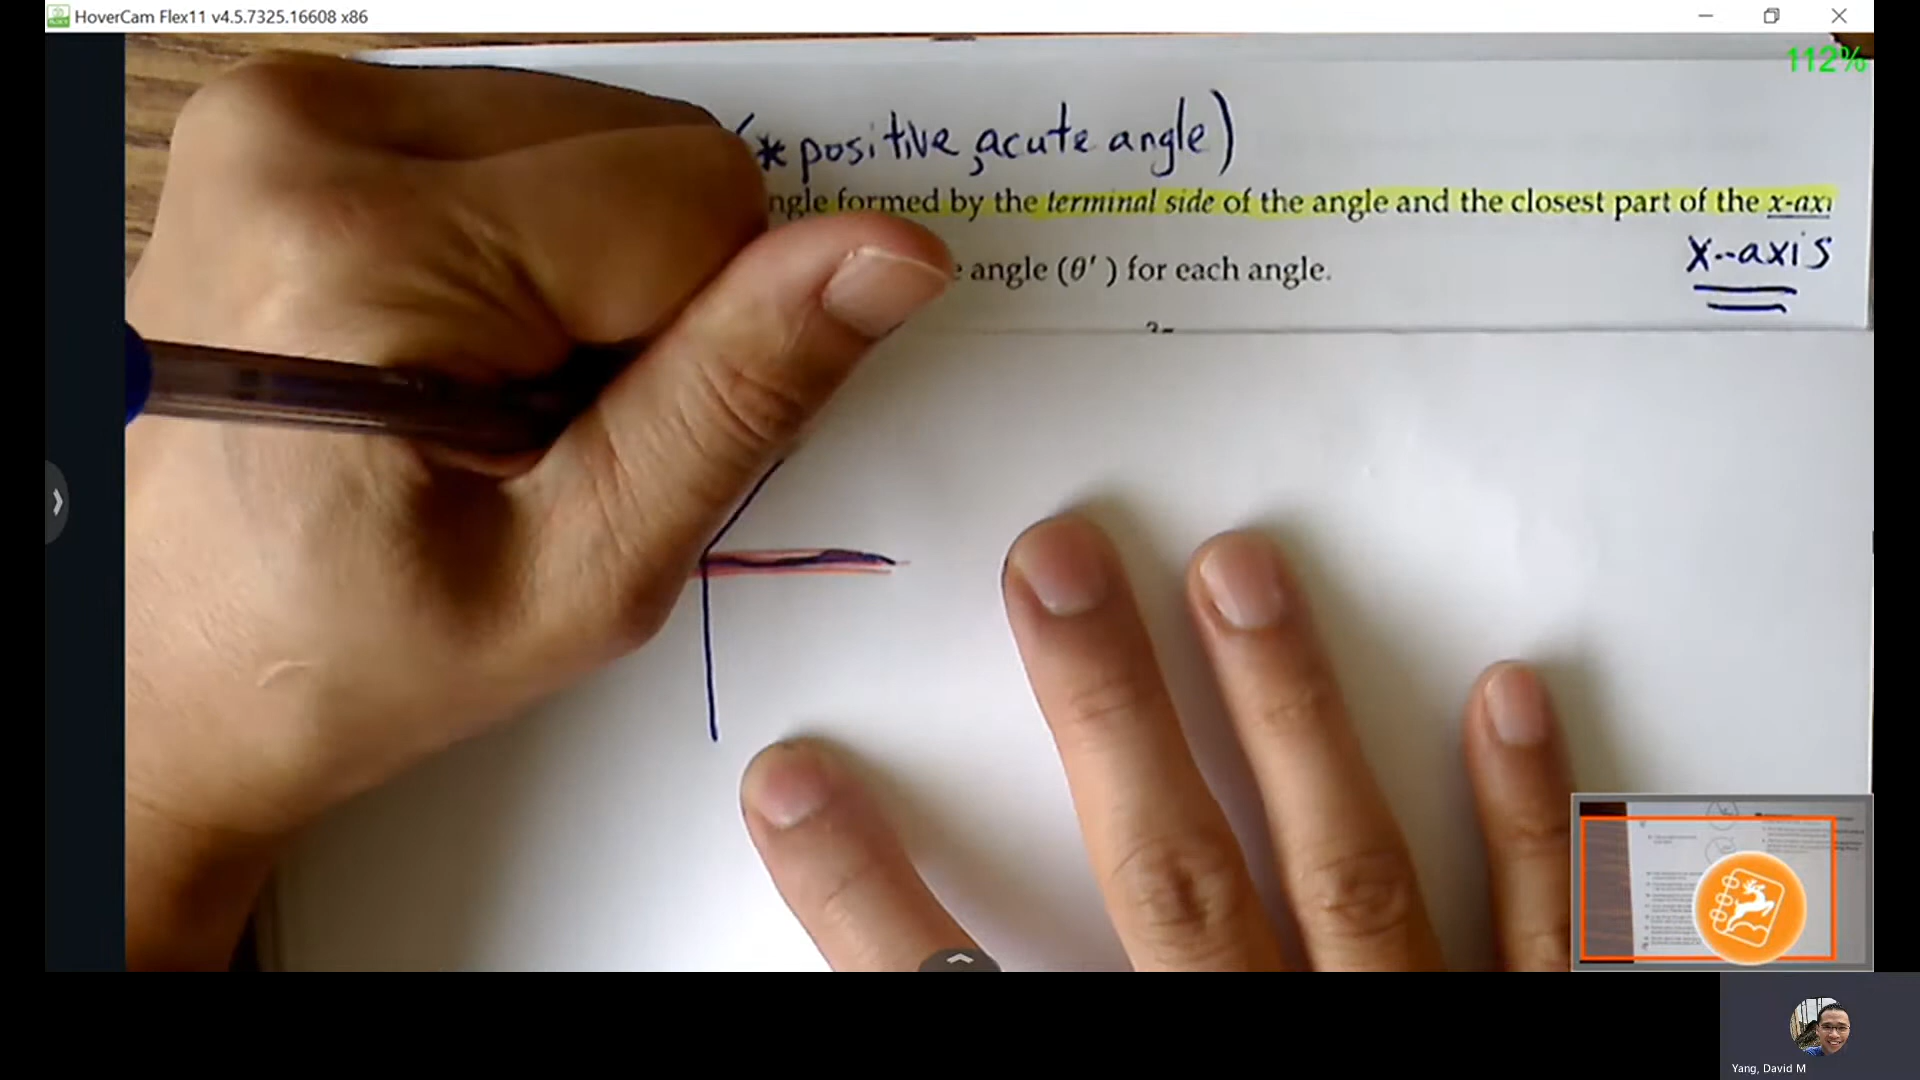 HoverCam Flex11 v4.5.7325.16608 x86
112%
(*positive, acute angle)
ngle formed by the terminal side of the angle and the closest part of the x-axi
x-axis
e angle (θ′ ) for each angle.
Yang, David M